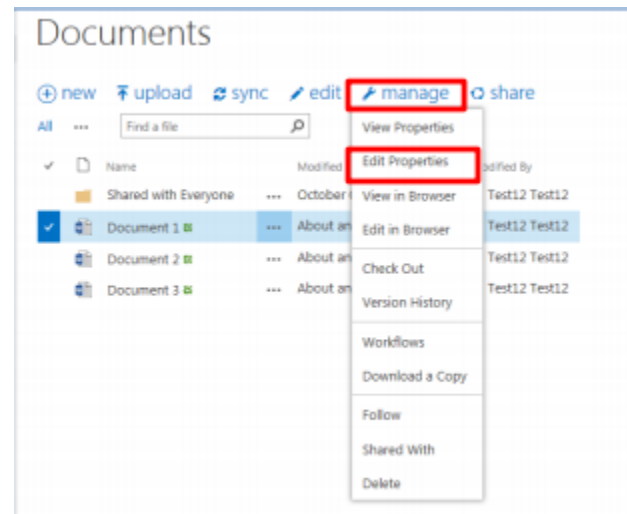 Documents
new upload sync edit manage share
All ... Find a file
Name Modified Modified By
View Properties
Edit Properties
Shared with Everyone ... October
View in Browser
Test12 Test12
Document 1 ... About an
Edit in Browser
Test12 Test12
Document 2 ... About an
Check Out
Test12 Test12
Document 3 ... About an
Version History
Test12 Test12
Workflows
Download a Copy
Follow
Shared With
Delete